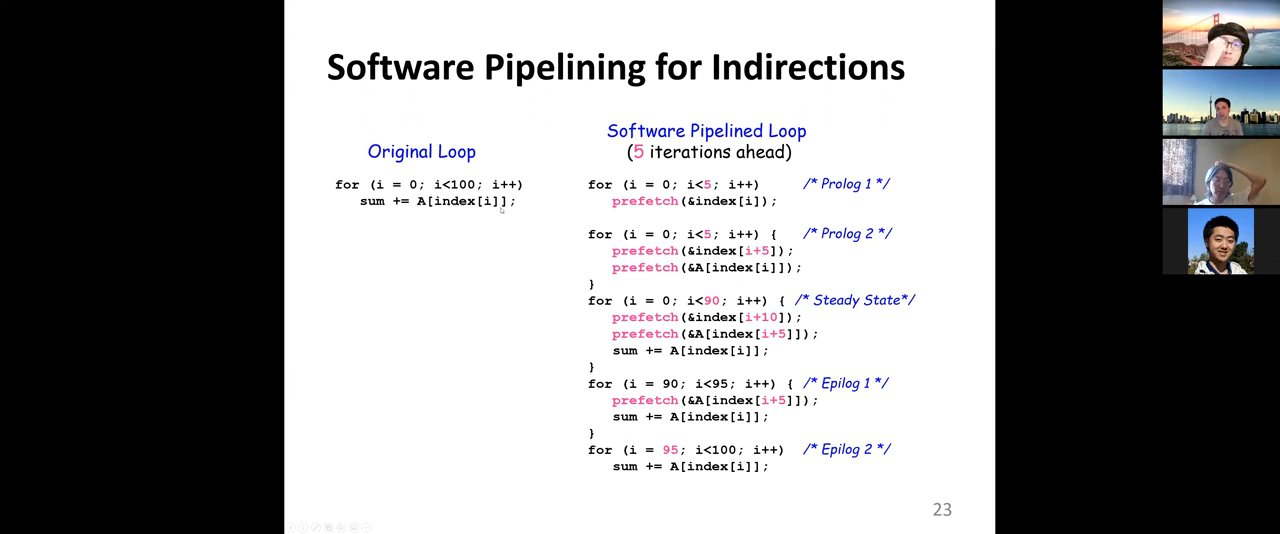 Software Pipelining for Indirections
Original Loop
for (i = 0; i<100; i++)
sum += A[index[i]];
Software Pipelined Loop
(5 iterations ahead)
for (i = 0; i<5; i++) /* Prolog 1 */
prefetch(&index[i]);
for (i = 0; i<5; i++) { /* Prolog 2 */
prefetch(&index[i+5]);
prefetch(&A[index[i]]);
}
for (i = 0; i<90; i++) { /* Steady State*/
prefetch(&index[i+10]);
prefetch(&A[index[i+5]]);
sum += A[index[i]];
}
for (i = 90; i<95; i++) { /* Epilog 1 */
prefetch(&A[index[i+5]]);
sum += A[index[i]];
}
for (i = 95; i<100; i++) /* Epilog 2 */
sum += A[index[i]];
23